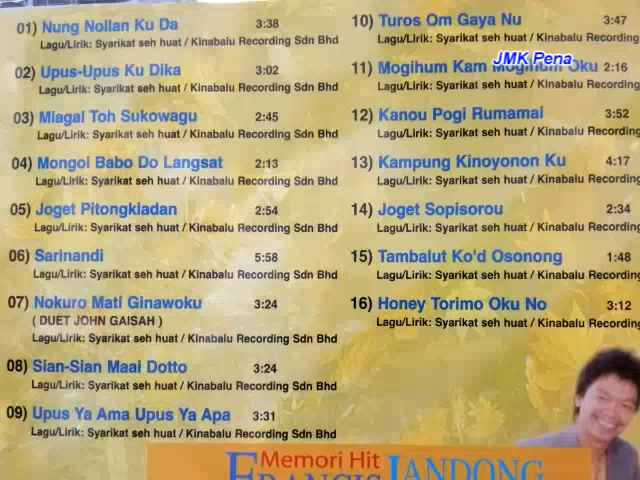 01) Nung Noilan Ku Da 3:38
Lagu/Lirik: Syarikat seh huat / Kinabalu Recording Sdn Bhd
02) Upus-Upus Ku Dika 3:02
Lagu/Lirik: Syarikat seh huat / Kinabalu Recording Sdn Bhd
03) Miagal Toh Sukowagu 2:45
Lagu/Lirik: Syarikat seh huat / Kinabalu Recording Sdn Bhd
04) Mongoi Babo Do Langsat 2:13
Lagu/Lirik: Syarikat seh huat / Kinabalu Recording Sdn Bhd
05) Joget Pitongkiadan 2:54
Lagu/Lirik: Syarikat seh huat / Kinabalu Recording Sdn Bhd
06) Sarinandi 5:58
Lagu/Lirik: Syarikat seh huat / Kinabalu Recording Sdn Bhd
07) Nokuro Mati Ginawoku 3:24
( DUET JOHN GAISAH )
Lagu/Lirik: Syarikat seh huat / Kinabalu Recording Sdn Bhd
08) Sian-Sian Maai Dotto 3:24
Lagu/Lirik: Syarikat seh huat / Kinabalu Recording Sdn Bhd
09) Upus Ya Ama Upus Ya Apa 3:31
Lagu/Lirik: Syarikat seh huat / Kinabalu Recording Sdn Bhd
10) Turos Om Gaya Nu 3:47
Lagu/Lirik: Syarikat seh huat / Kinabalu Recording
JMK Pena
11) Mogihum Kam Mogihum Oku 2:16
Lagu/Lirik: Syarikat seh huat / Kinabalu Recording
12) Kanou Pogi Rumamai 3:52
Lagu/Lirik: Syarikat seh huat / Kinabalu Recording
13) Kampung Kinoyonon Ku 4:17
Lagu/Lirik: Syarikat seh huat / Kinabalu Recording
14) Joget Sopisorou 2:34
Lagu/Lirik: Syarikat seh huat / Kinabalu Recording
15) Tambalut Ko'd Osonong 1:48
Lagu/Lirik: Syarikat seh huat / Kinabalu Recording
16) Honey Torimo Oku No 3:12
Lagu/Lirik: Syarikat seh huat / Kinabalu Recording
Memori Hit
FRANCIS LANDONG